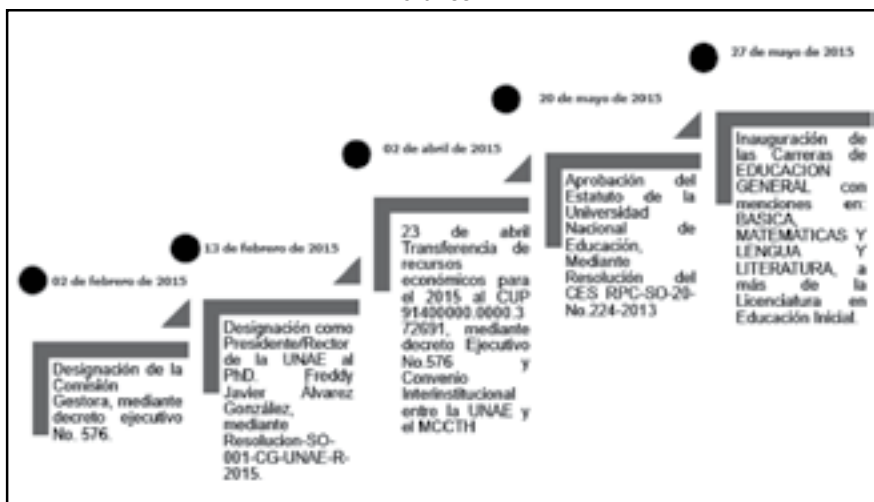 02 de febrero de 2015
Designación de la
Comisión
Gestora, mediante
decreto ejecutivo
No. 576.
13 de febrero de 2015
Designación como
Presidente/Rector
de la UNAE al
PhD. Freddy
Javier Álvarez
González,
mediante
Resolucion-SO-
001-CG-UNAE-R-
2015.
02 de abril de 2015
23 de abril
Transferencia de
recursos
económicos para
el 2015 al CUP
91400000.0000.3
72691, mediante
decreto Ejecutivo
No.576 y
Convenio
Interinstitucional
entre la UNAE y
el MCCTH
20 de mayo de 2015
Aprobación del
Estatuto de la
Universidad
Nacional de
Educación,
Mediante
Resolución del
CES RPC-SO-20-
No.224-2013
27 de mayo de 2015
Inauguración de
las Carreras de
EDUCACION
GENERAL con
menciones en:
BASICA,
MATEMATICAS Y
LENGUA Y
LITERATURA, a
más de la
Licenciatura en
Educación Inicial.